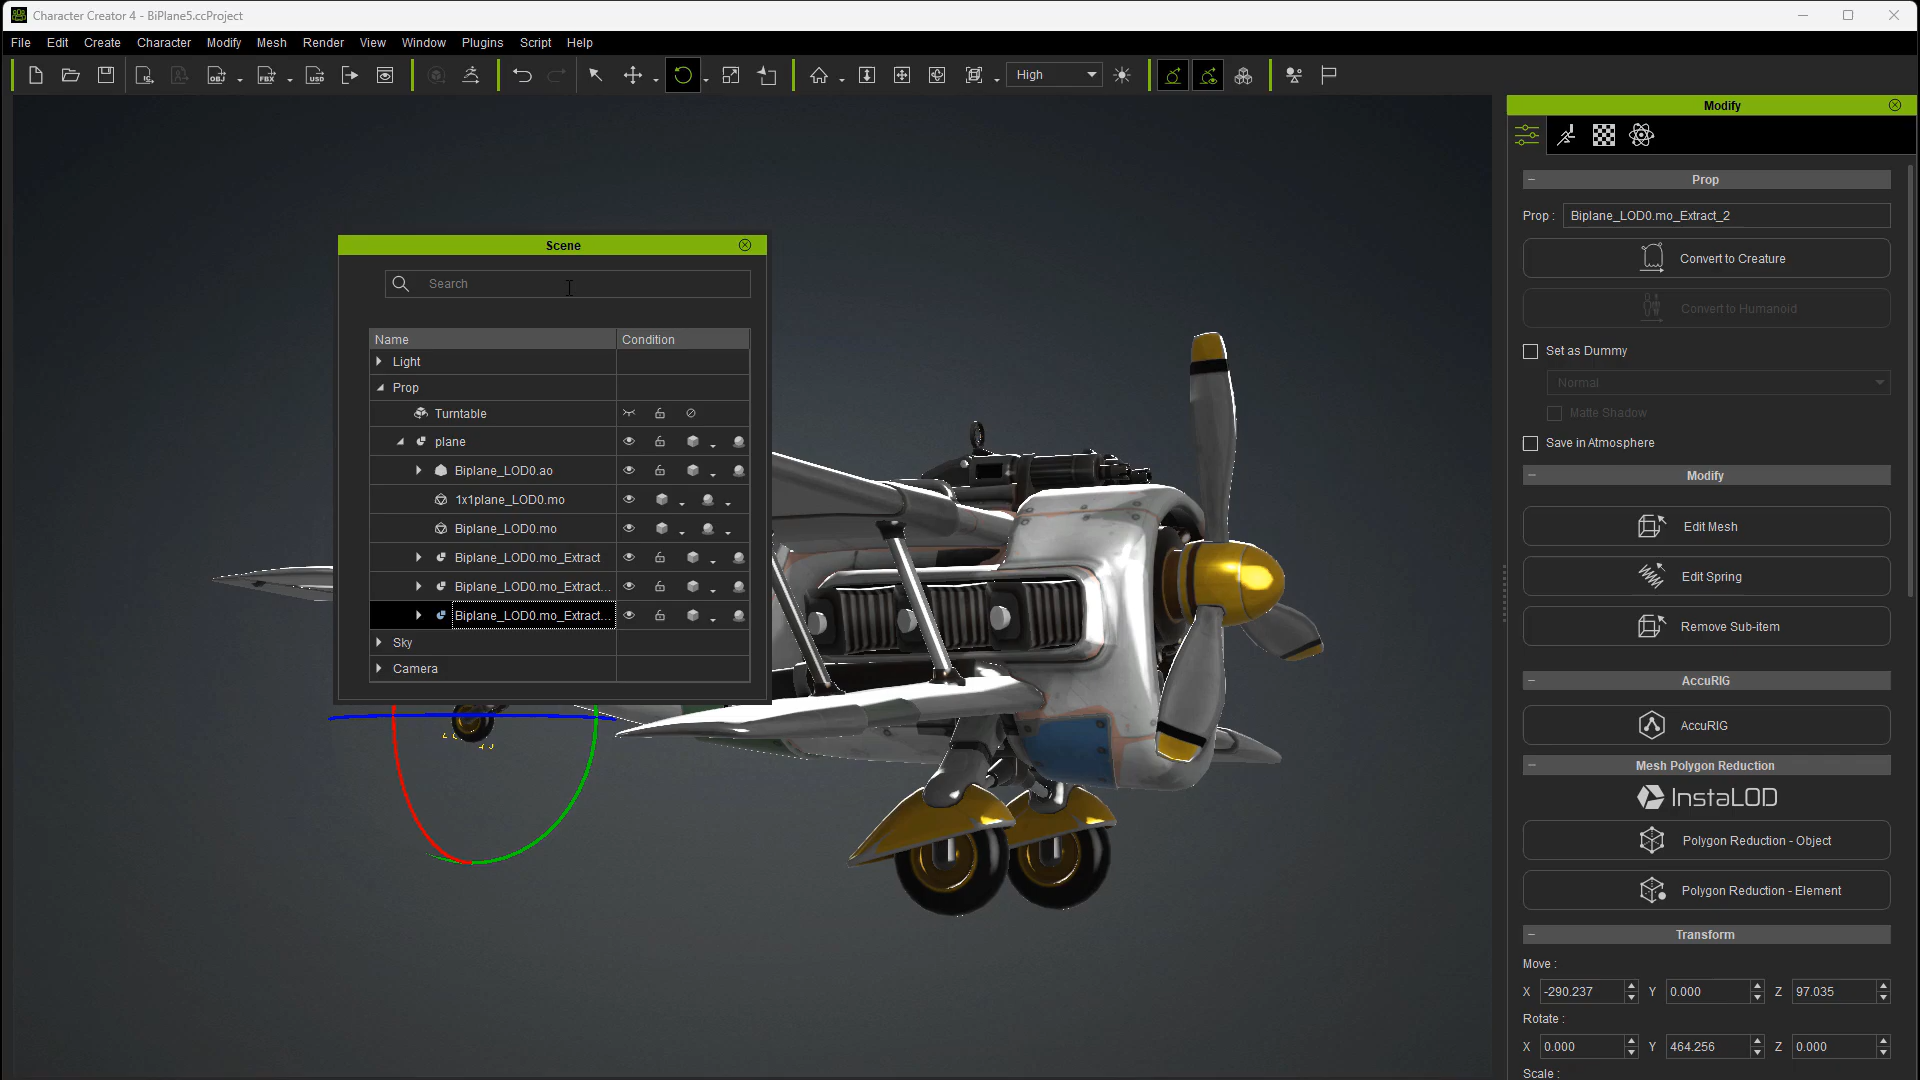 Character Creator 4 - BiPlane5.ccProject
File Edit Create Character Modify Mesh Render View Window Plugins Script Help
High
Modify
Scene
Search
Name Condition
Light
Prop
Turntable
plane
Biplane_LOD0.ao
1x1plane_LOD0.mo
Biplane_LOD0.mo
Biplane_LOD0.mo_Extract
Biplane_LOD0.mo_Extract...
Biplane_LOD0.mo_Extract...
Sky
Camera
Prop
Prop : Biplane_LOD0.mo_Extract_2
Convert to Creature
Convert to Humanoid
Set as Dummy
Normal
Matte Shadow
Save in Atmosphere
Modify
Edit Mesh
Edit Spring
Remove Sub-item
AccuRIG
AccuRIG
Mesh Polygon Reduction
InstaLOD
Polygon Reduction - Object
Polygon Reduction - Element
Transform
Move :
X -290.237 Y 0.000 Z 97.035
Rotate :
X 0.000 Y 464.256 Z 0.000
Scale :